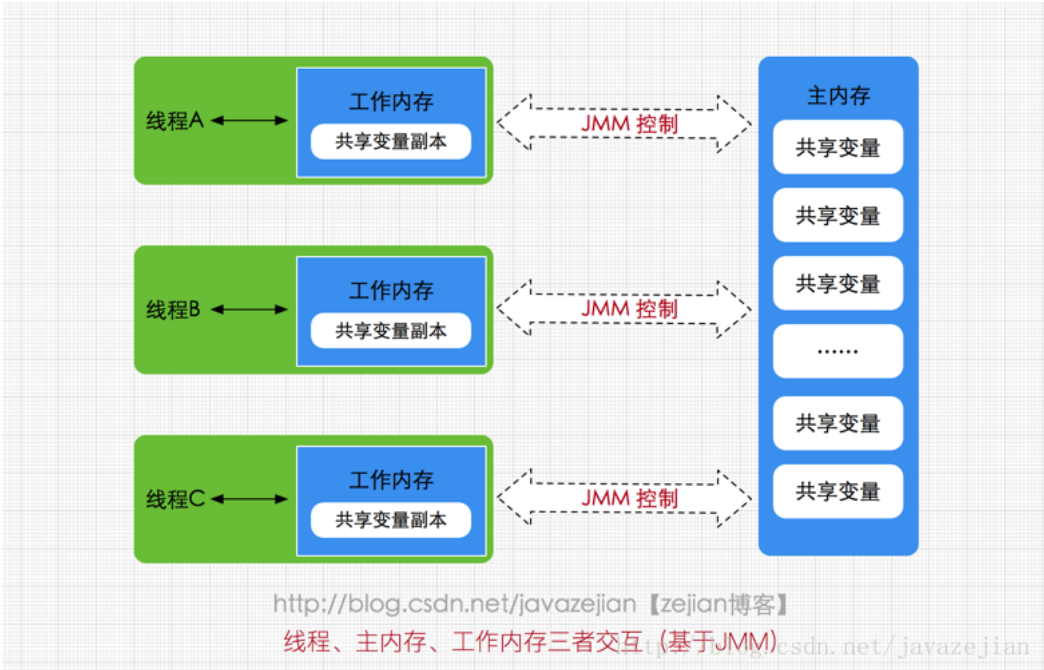 线程A
工作内存
共享变量副本
JMM 控制
线程B
工作内存
共享变量副本
JMM 控制
线程C
工作内存
共享变量副本
JMM 控制
主内存
共享变量
共享变量
共享变量
……
共享变量
共享变量
http://blog.csdn.net/javazejian【zejian博客】
线程、主内存、工作内存三者交互（基于JMM）
http://blog.csdn.net/javazejian